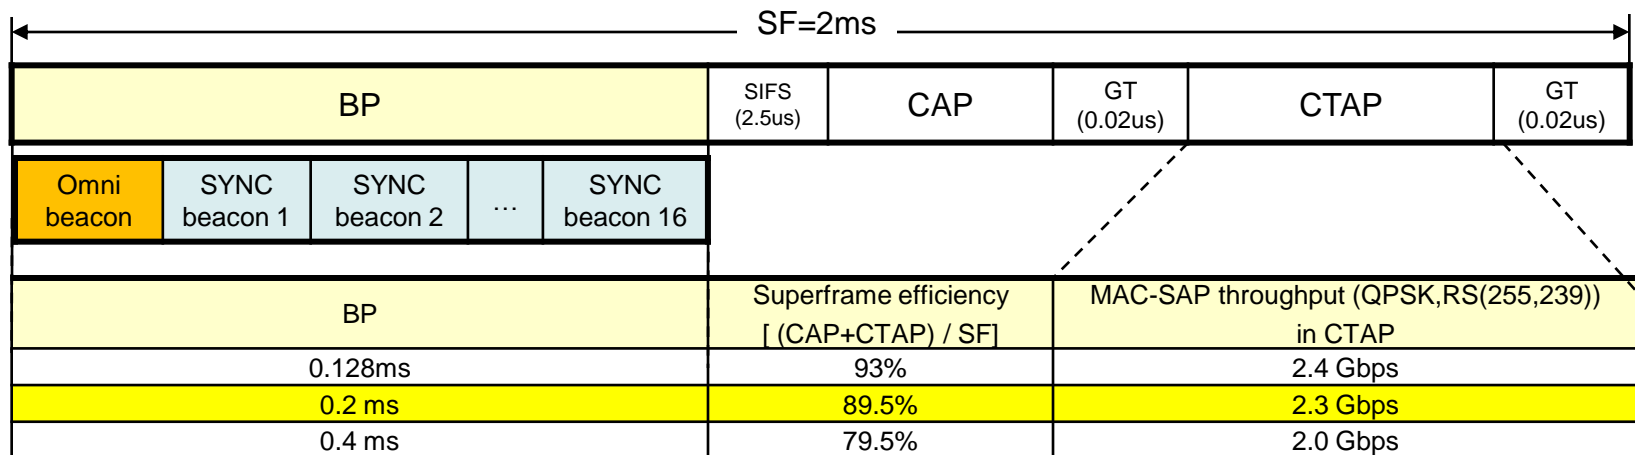 SF=2ms
BP
SIFS
(2.5us)
CAP
GT
(0.02us)
CTAP
GT
(0.02us)
Omni
beacon
SYNC
beacon 1
SYNC
beacon 2
…
SYNC
beacon 16
BP
Superframe efficiency
[ (CAP+CTAP) / SF]
MAC-SAP throughput (QPSK,RS(255,239))
in CTAP
0.128ms 93% 2.4 Gbps
0.2 ms 89.5% 2.3 Gbps
0.4 ms 79.5% 2.0 Gbps